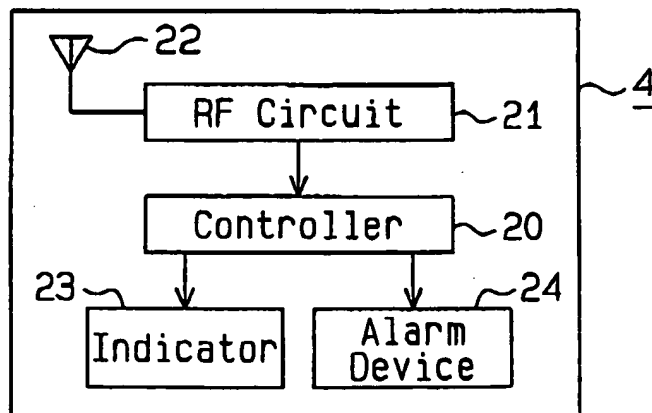 22
4
RF Circuit
21
Controller
20
23
24
Indicator
Alarm
Device